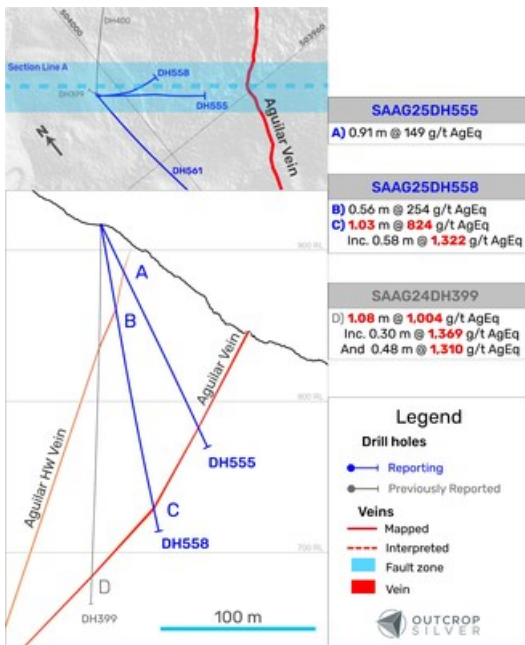 DH400
504000
503960
Section Line A
DH558
DH399
DH555
N
Aguilar Vein
DH561
SAAG25DH555
A) 0.91 m @ 149 g/t AgEq
SAAG25DH558
B) 0.56 m @ 254 g/t AgEq
C) 1.03 m @ 824 g/t AgEq
Inc. 0.58 m @ 1,322 g/t AgEq
SAAG24DH399
D) 1.08 m @ 1,004 g/t AgEq
Inc. 0.30 m @ 1,369 g/t AgEq
And 0.48 m @ 1,310 g/t AgEq
900 RL
A
B
Aguilar Vein
800 RL
Aguilar HW Vein
DH555
C
DH558
700 RL
D
DH399
100 m
Legend
Drill holes
Reporting
Previously Reported
Veins
Mapped
Interpreted
Fault zone
Vein
OUTCROP
SILVER